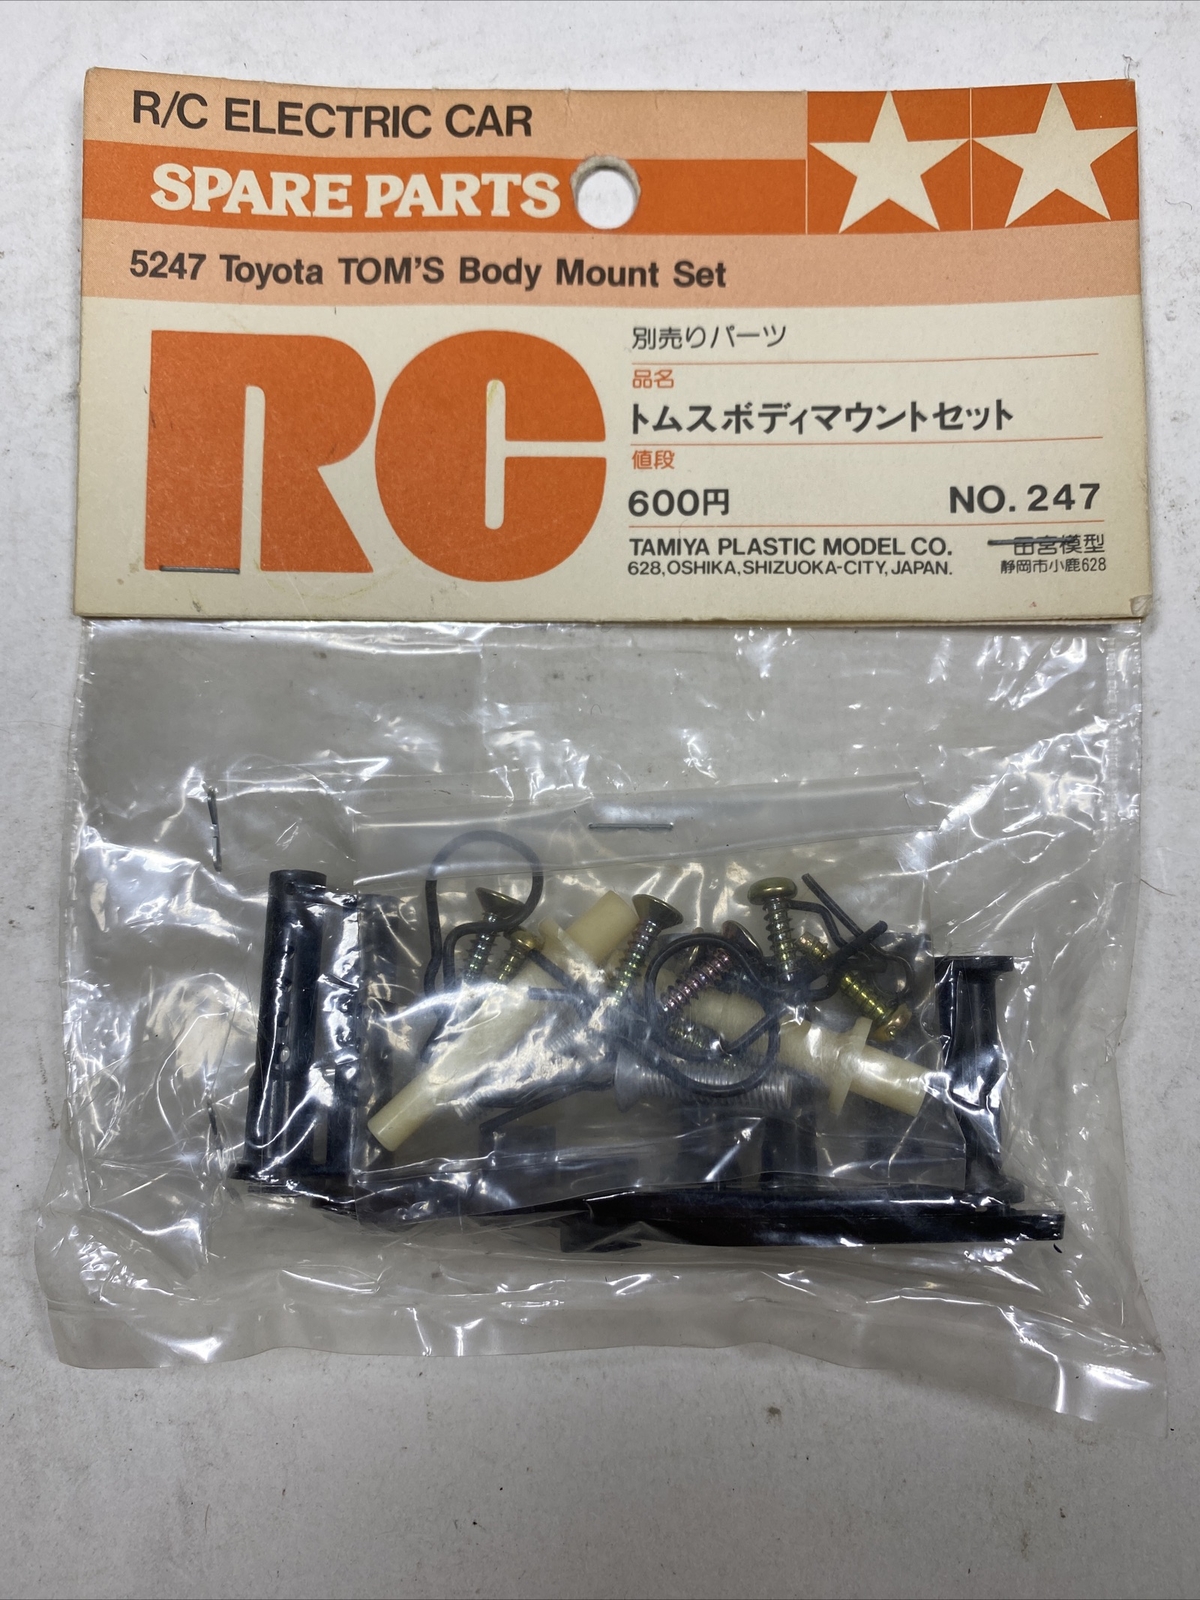 R/C ELECTRIC CAR
SPARE PARTS
5247 Toyota TOM'S Body Mount Set
RC
別売りパーツ
品名
トムスボディマウントセット
値段
600円 NO. 247
TAMIYA PLASTIC MODEL CO. 田宮模型
628, OSHIKA, SHIZUOKA-CITY, JAPAN. 静岡市小鹿628